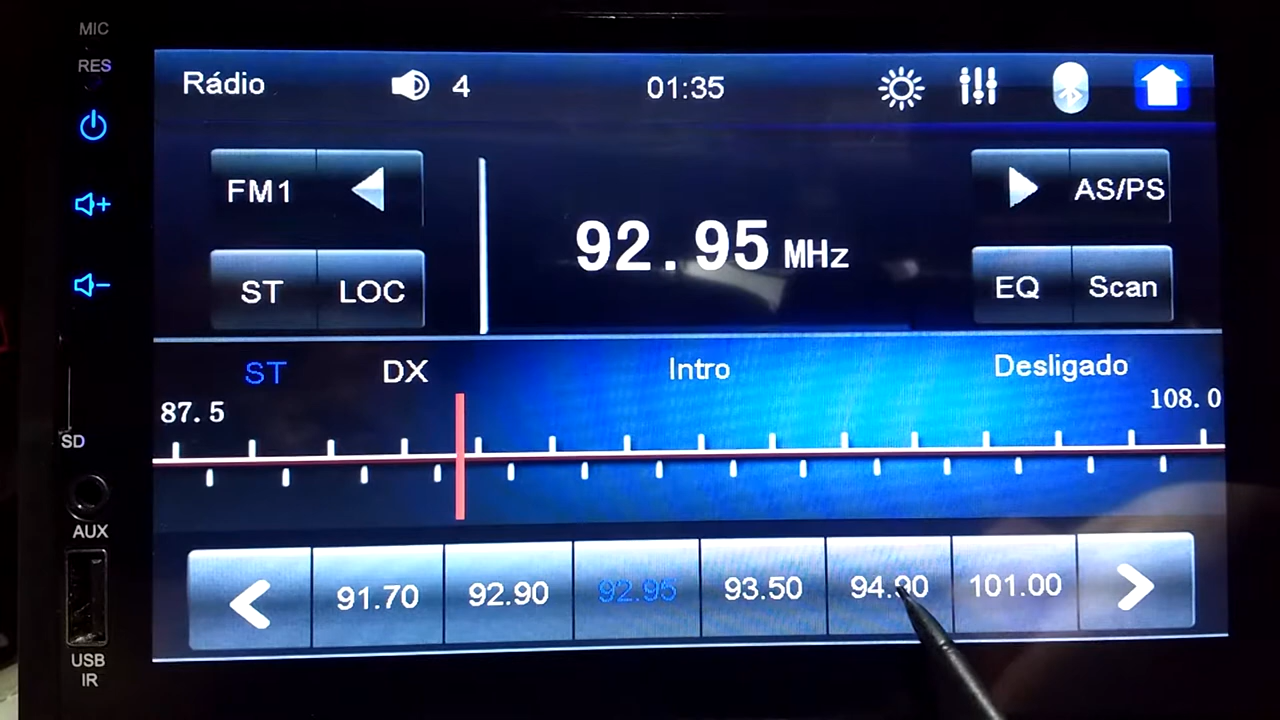 MIC
RES
Rádio 4 01:35
FM1 AS/PS
92.95 MHz
ST LOC EQ Scan
ST DX Intro Desligado
87.5 108.0
SD
AUX
91.70 92.90 92.95 93.50 94.90 101.00
USB
IR